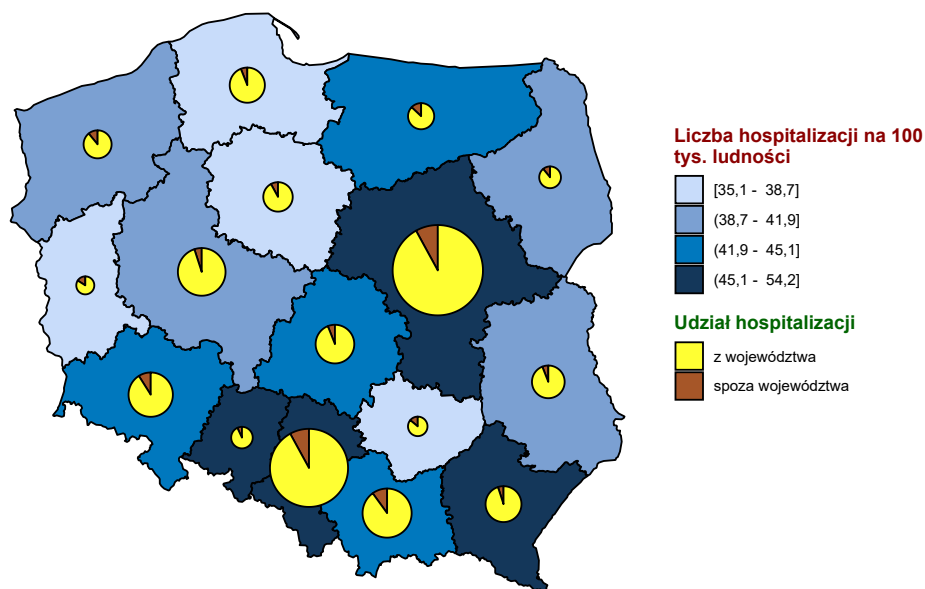 Liczba hospitalizacji na 100
tys. ludności
[35,1 - 38,7]
(38,7 - 41,9]
(41,9 - 45,1]
(45,1 - 54,2]
Udział hospitalizacji
z województwa
spoza województwa